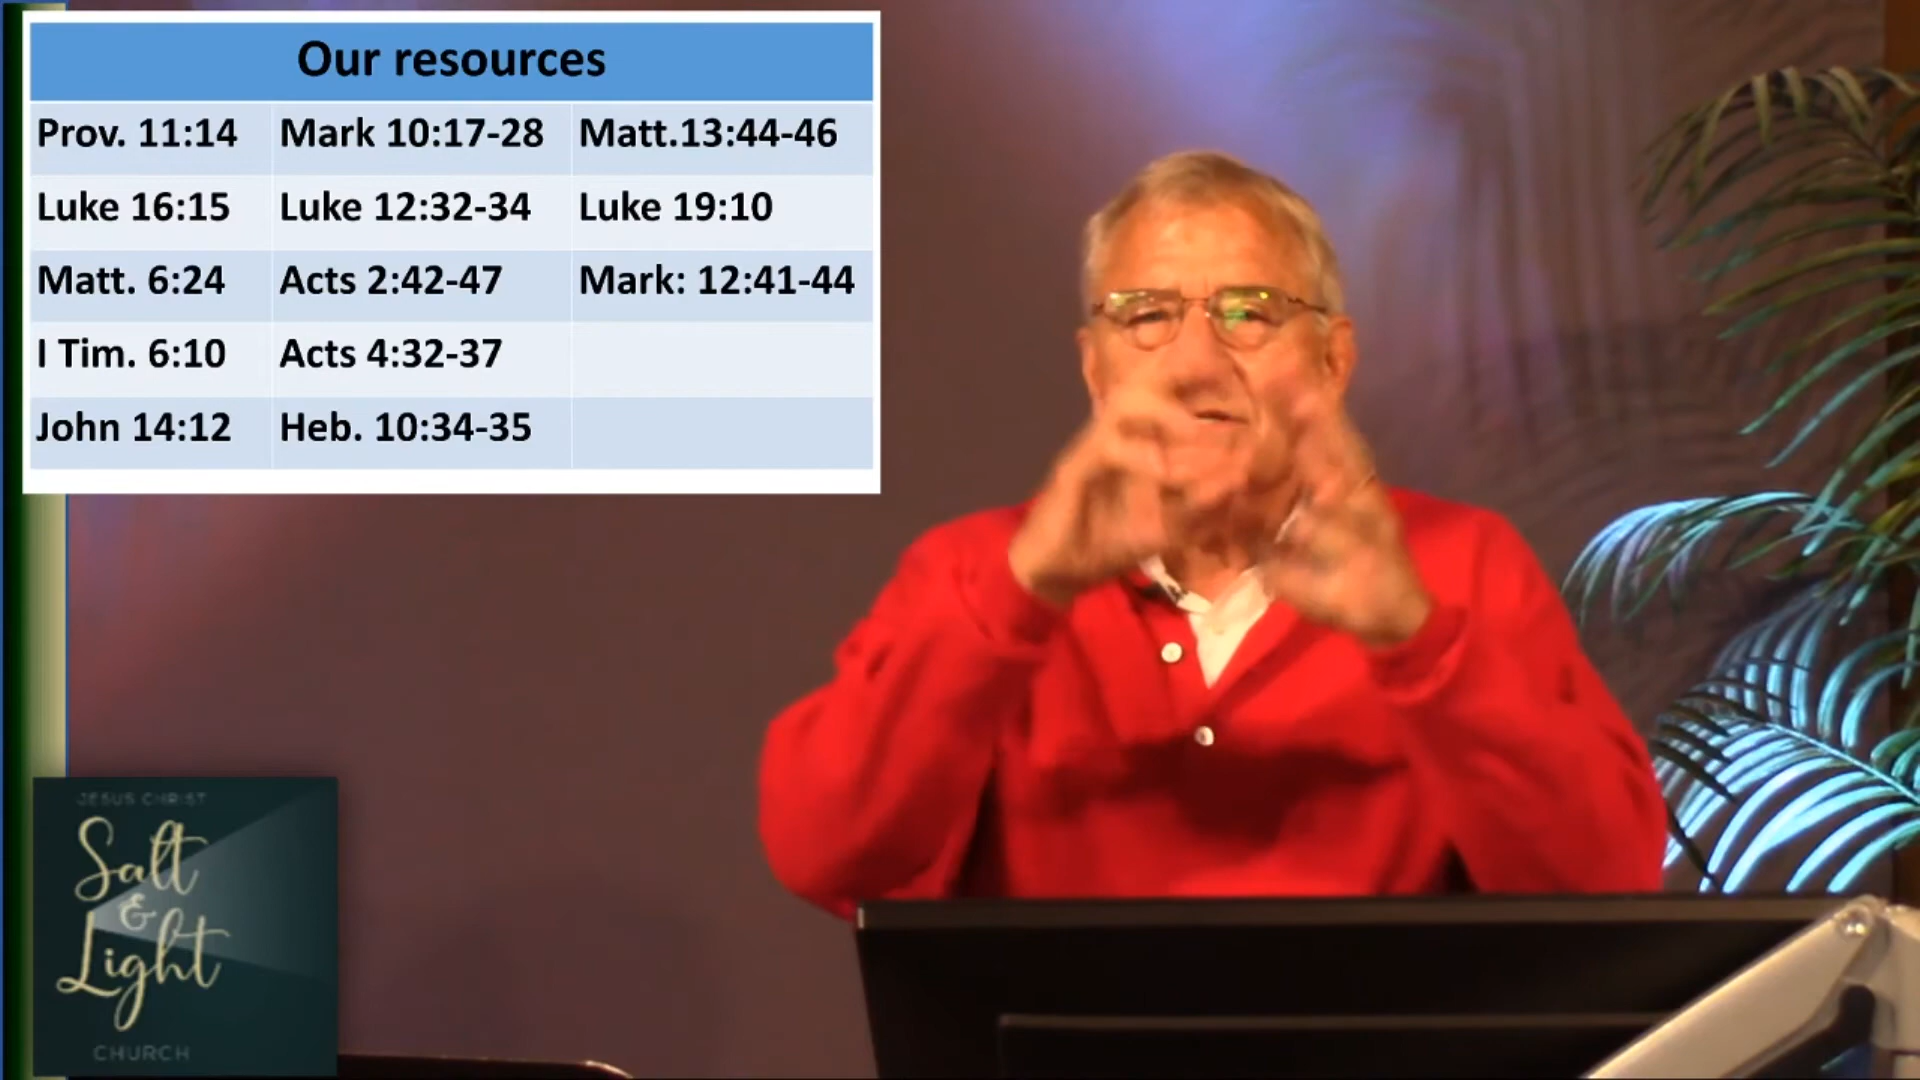 Our resources
Prov. 11:14 Mark 10:17-28 Matt.13:44-46
Luke 16:15 Luke 12:32-34 Luke 19:10
Matt. 6:24 Acts 2:42-47 Mark: 12:41-44
I Tim. 6:10 Acts 4:32-37
John 14:12 Heb. 10:34-35
JESUS CHRIST
Salt
&
Light
CHURCH